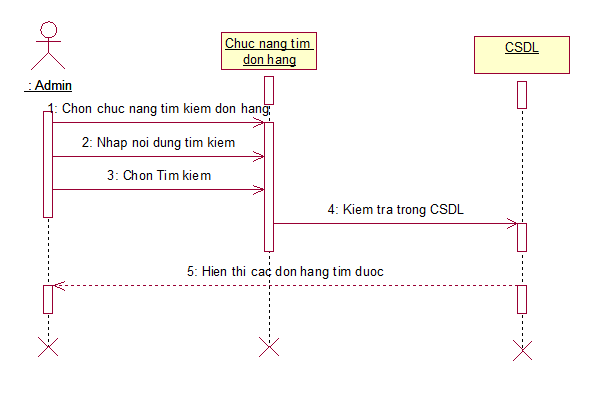 Chuc nang tim
don hang
CSDL
: Admin
1: Chon chuc nang tim kiem don hang
2: Nhap noi dung tim kiem
3: Chon Tim kiem
4: Kiem tra trong CSDL
5: Hien thi cac don hang tim duoc